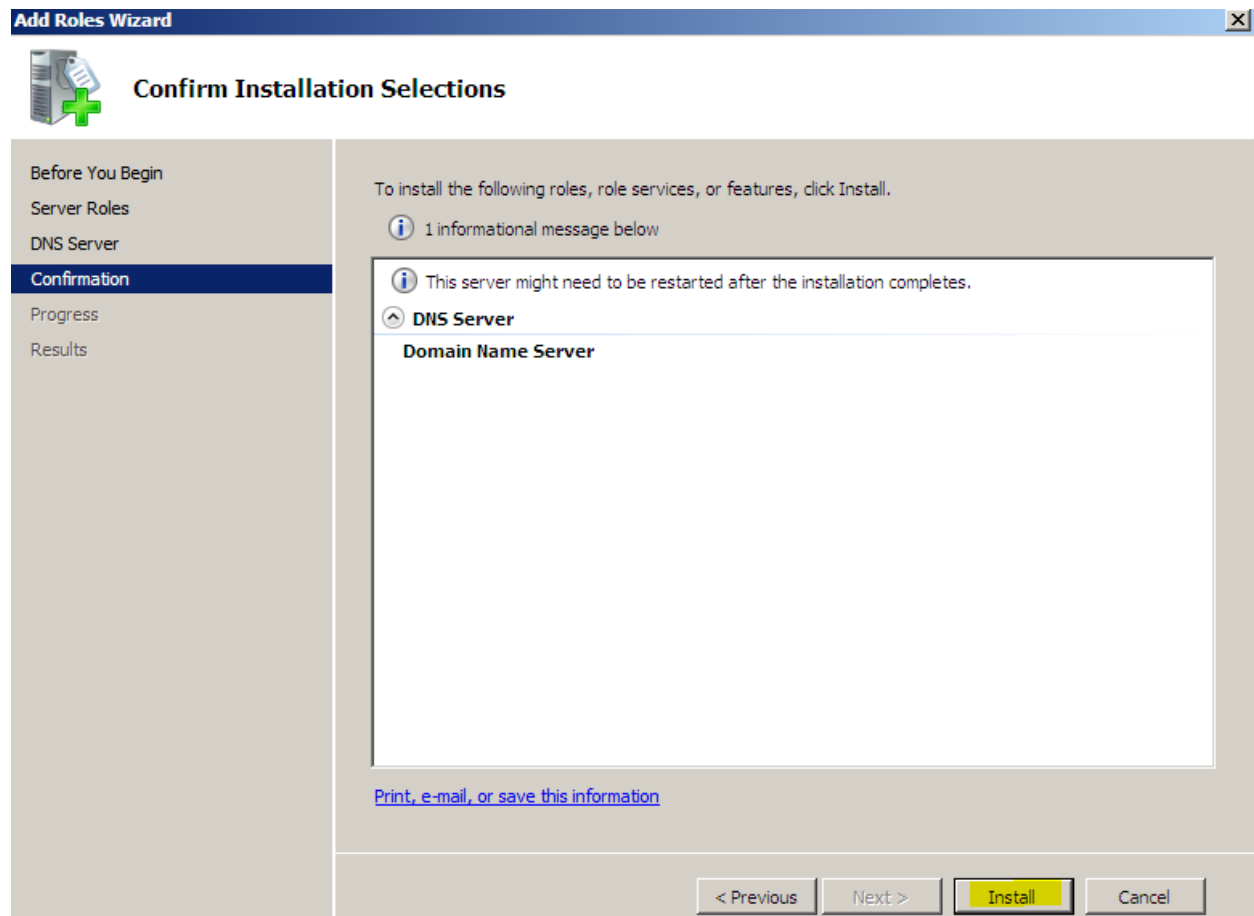 Add Roles Wizard
Confirm Installation Selections
Before You Begin
Server Roles
DNS Server
Confirmation
Progress
Results
To install the following roles, role services, or features, click Install.
1 informational message below
This server might need to be restarted after the installation completes.
DNS Server
Domain Name Server
Print, e-mail, or save this information
< Previous
Next >
Install
Cancel